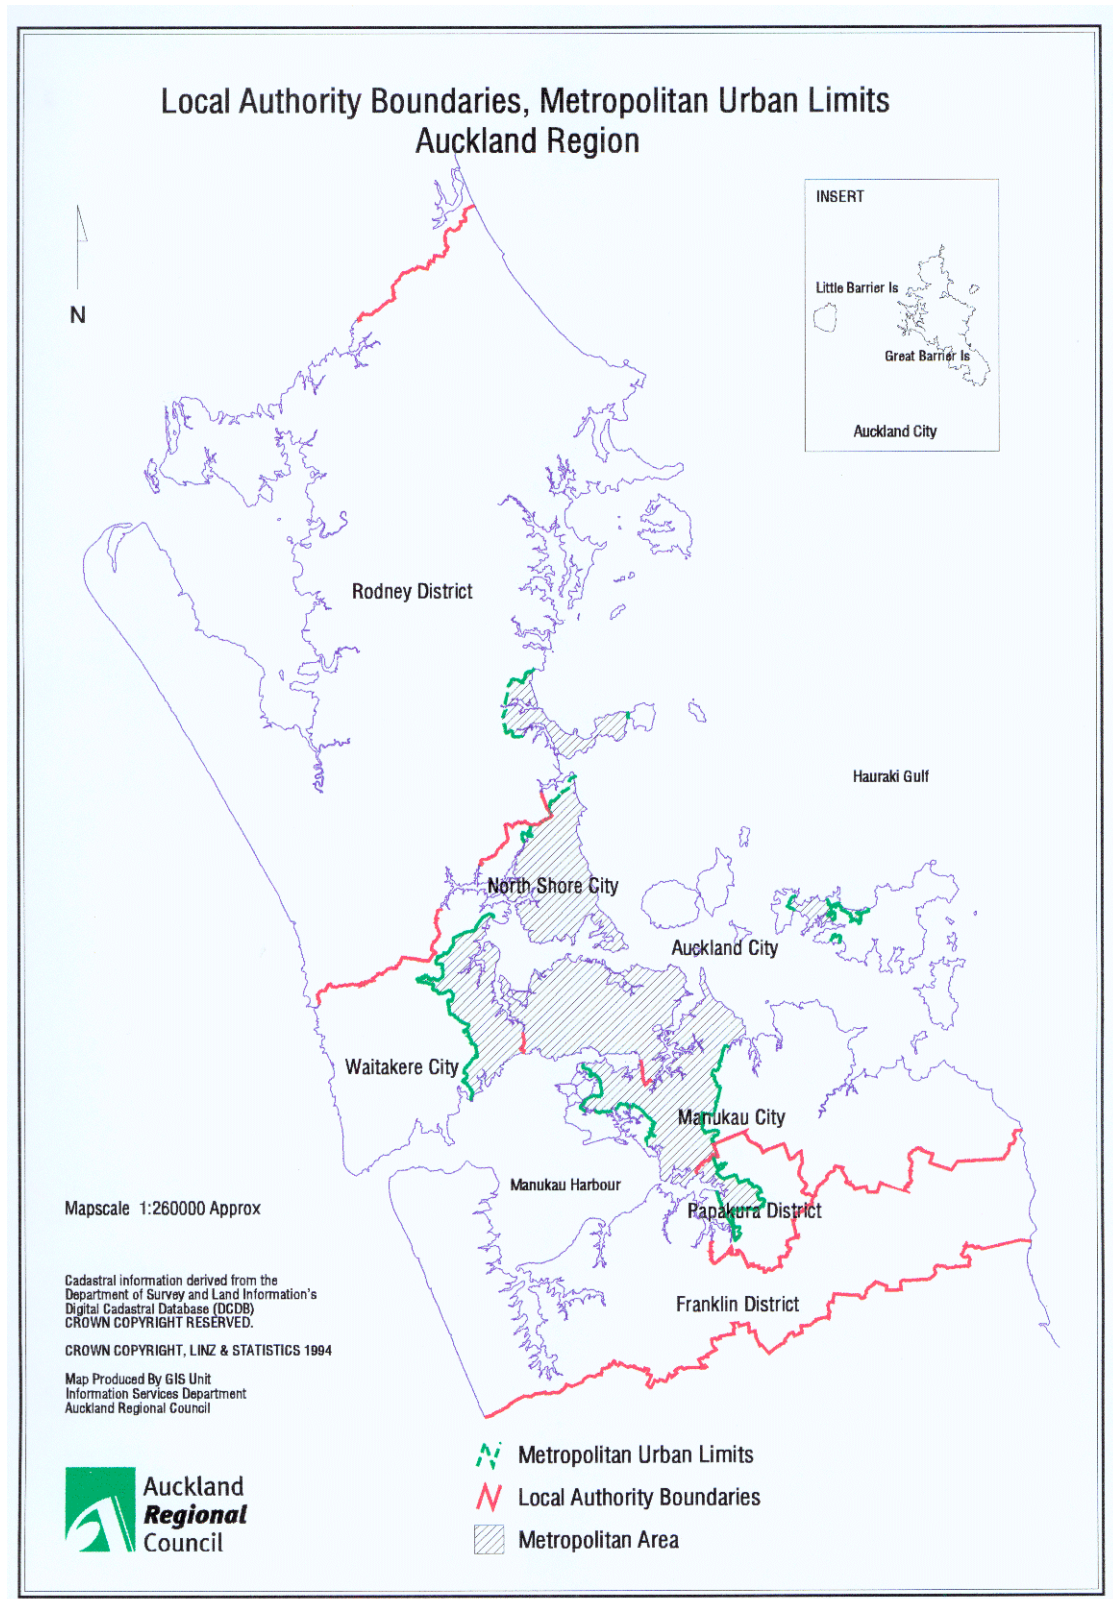 Local Authority Boundaries, Metropolitan Urban Limits
Auckland Region
INSERT
Little Barrier Is
Great Barrier Is
Auckland City
N
Rodney District
Hauraki Gulf
North Shore City
Auckland City
Waitakere City
Manukau City
Manukau Harbour
Papakura District
Franklin District
Mapscale 1:260000 Approx
Cadastral information derived from the
Department of Survey and Land Information's
Digital Cadastral Database (DCDB)
CROWN COPYRIGHT RESERVED.
CROWN COPYRIGHT, LINZ & STATISTICS 1994
Map Produced By GIS Unit
Information Services Department
Auckland Regional Council
Metropolitan Urban Limits
Local Authority Boundaries
Metropolitan Area
Auckland
Regional
Council